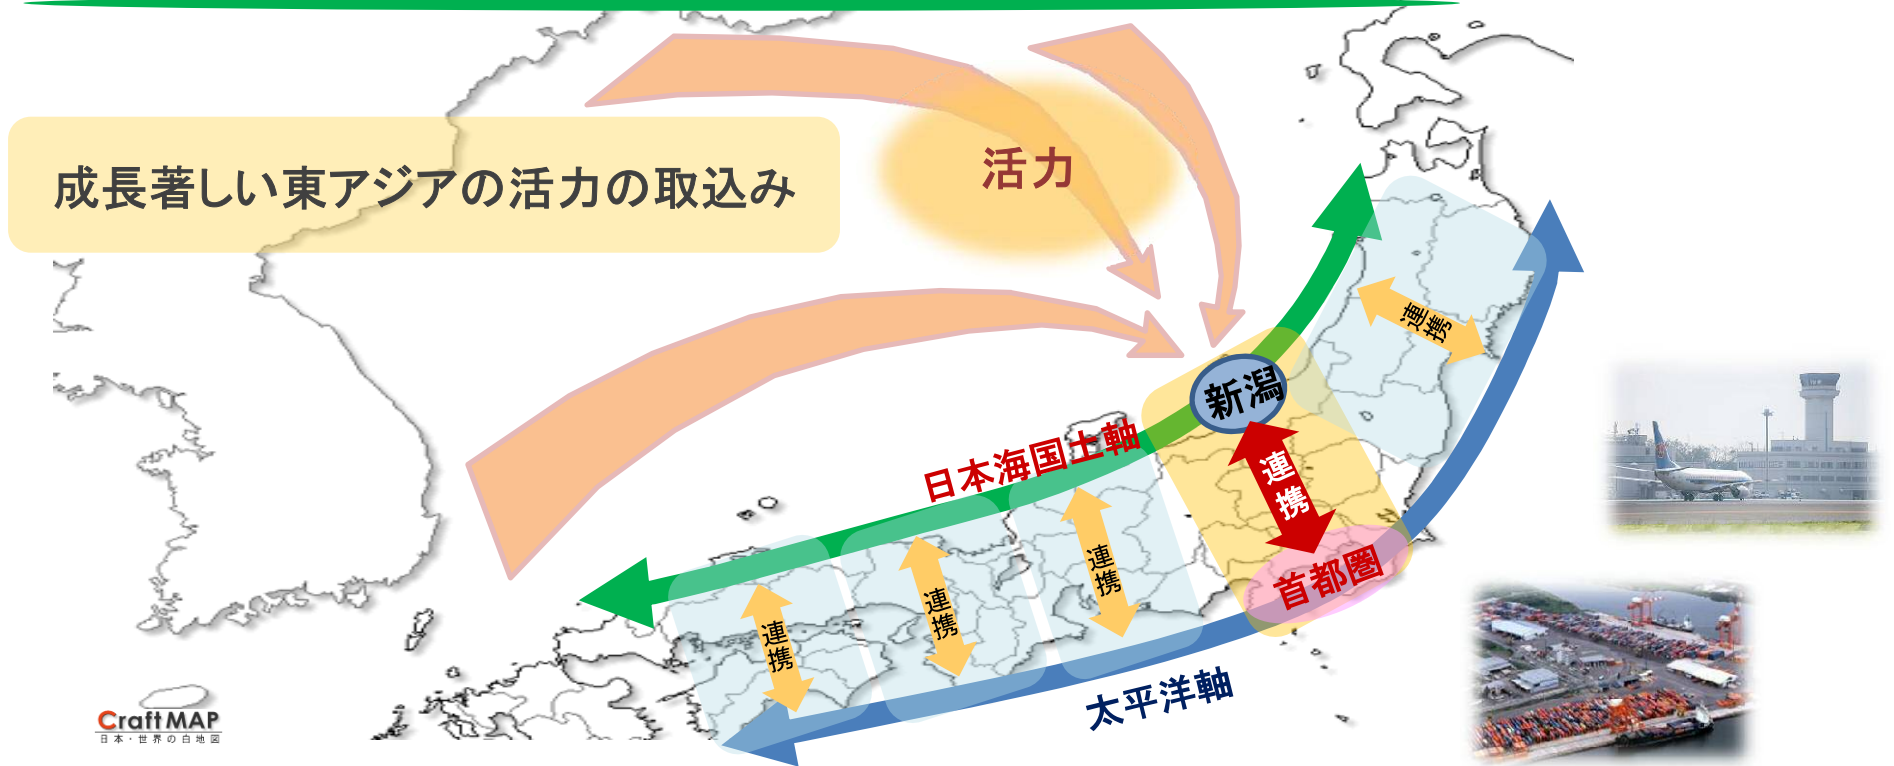 成長著しい東アジアの活力の取込み
活力
連携
新潟
日本海国土軸
連携
連携
連携
連携
首都圏
太平洋軸
CraftMAP
日本・世界の白地図